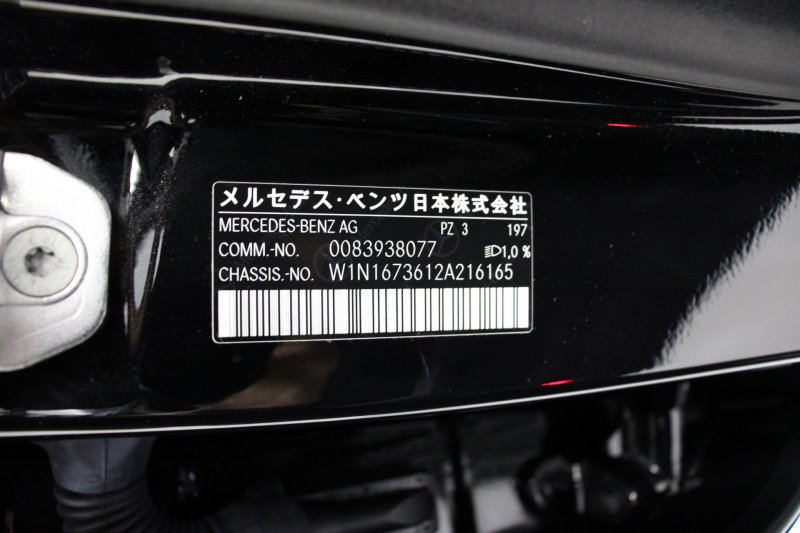 メルセデス・ベンツ日本株式会社
MERCEDES-BENZ AG PZ 3 197
COMM.-NO. 0083938077 1,0 %
CHASSIS.-NO. W1N1673612A216165